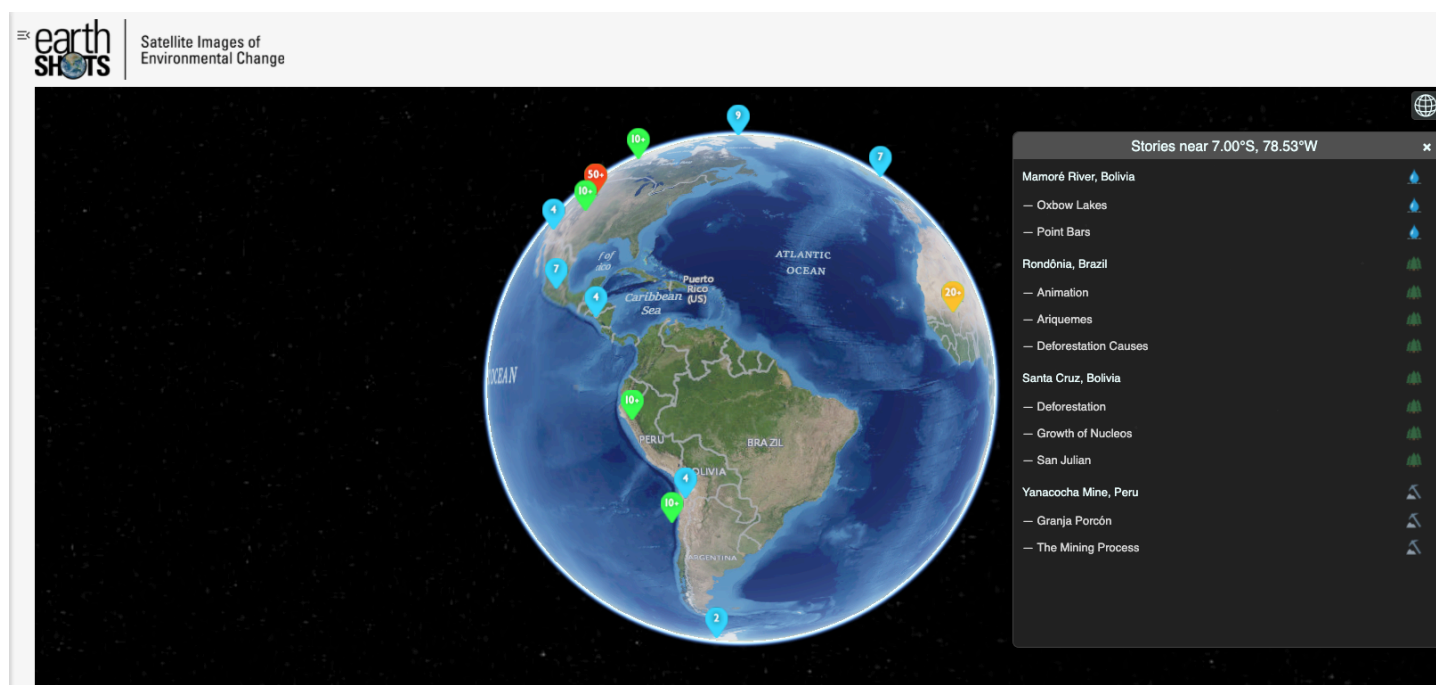 earth
SHOTS
Satellite Images of
Environmental Change
9
10+
7
50+
10+
4
7
4
20+
10+
4
10+
2
f of
rico
Puerto
Rico
(US)
Caribbean
Sea
ATLANTIC
OCEAN
OCEAN
PERU
BRAZIL
OLIVIA
ARGENTINA
Stories near 7.00°S, 78.53°W
×
Mamoré River, Bolivia
— Oxbow Lakes
— Point Bars
Rondônia, Brazil
— Animation
— Ariquemes
— Deforestation Causes
Santa Cruz, Bolivia
— Deforestation
— Growth of Nucleos
— San Julian
Yanacocha Mine, Peru
— Granja Porcón
— The Mining Process